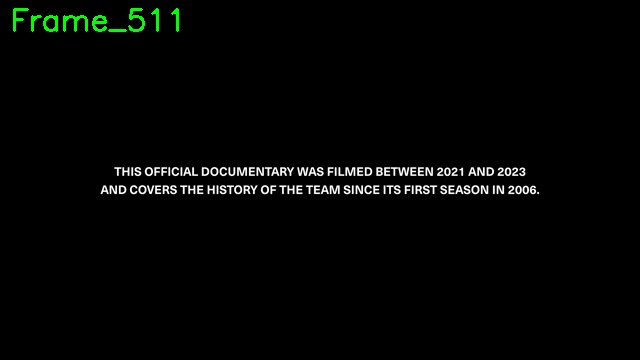 Frame_511
THIS OFFICIAL DOCUMENTARY WAS FILMED BETWEEN 2021 AND 2023
AND COVERS THE HISTORY OF THE TEAM SINCE ITS FIRST SEASON IN 2006.